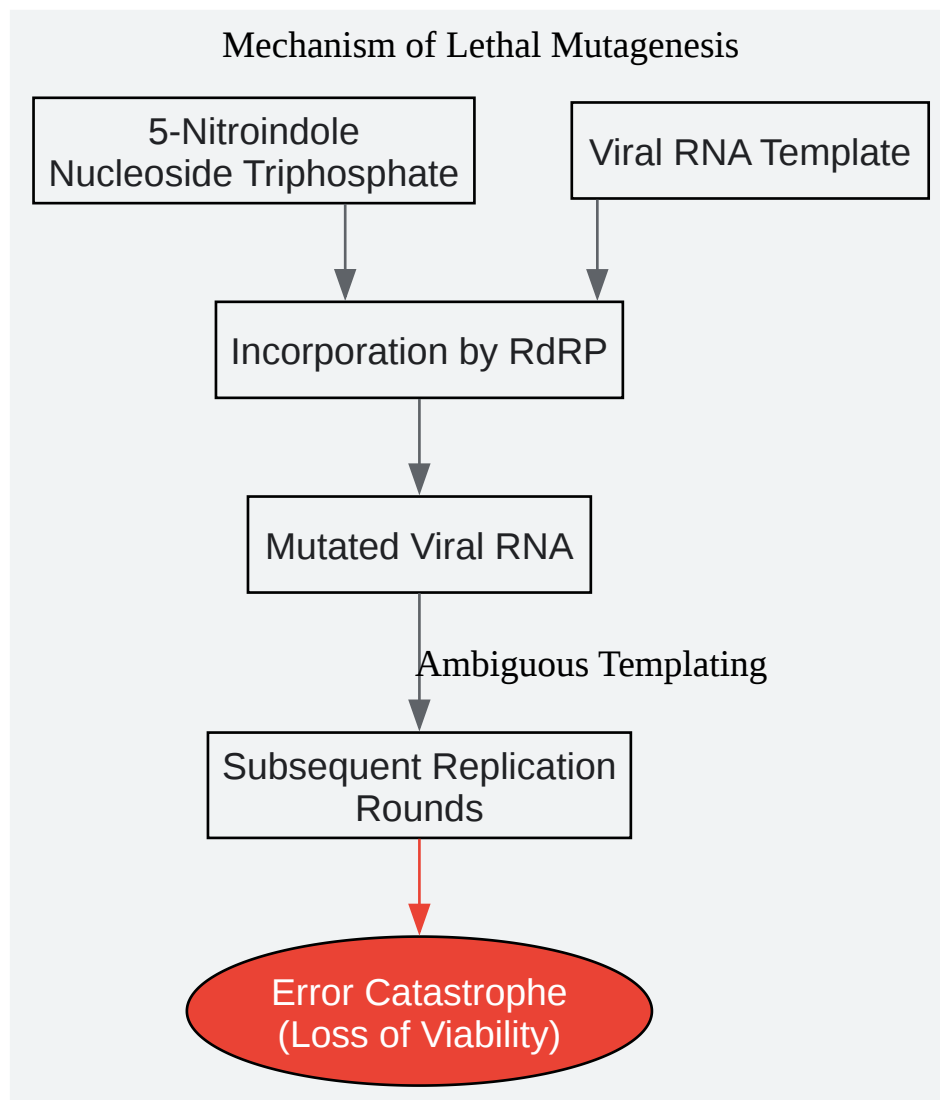 Mechanism of Lethal Mutagenesis
5-Nitroindole
Nucleoside Triphosphate
Viral RNA Template
Incorporation by RdRP
Mutated Viral RNA
Ambiguous Templating
Subsequent Replication
Rounds
Error Catastrophe
(Loss of Viability)